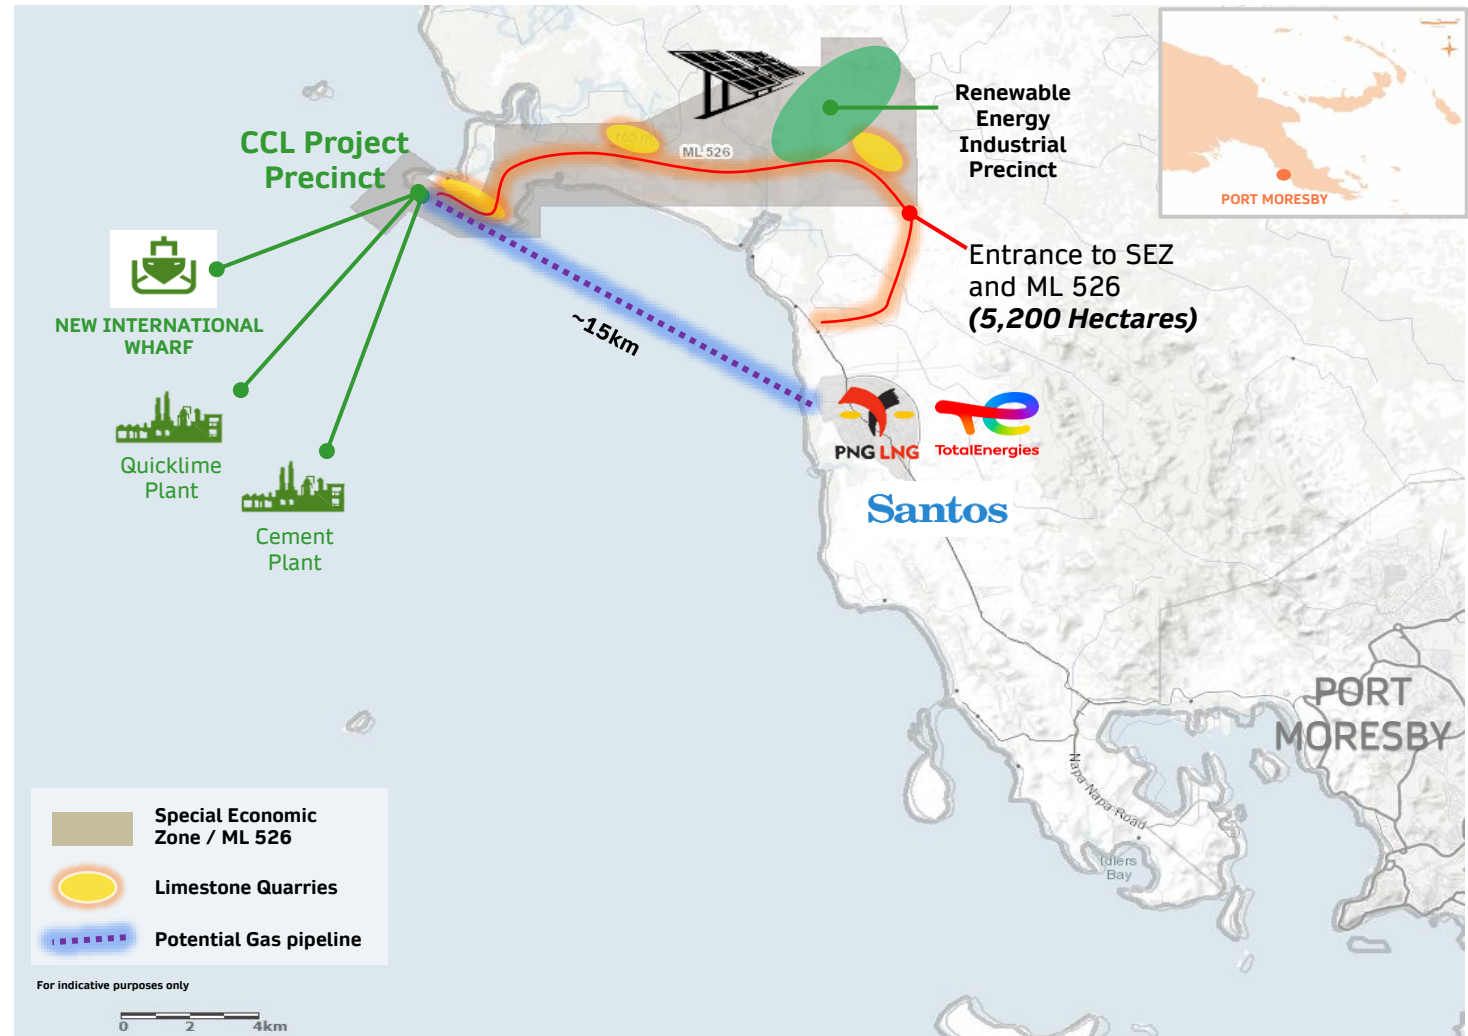 CCL Project
Precinct
NEW INTERNATIONAL
WHARF
Quicklime
Plant
Cement
Plant
165 m
ML 526
Renewable
Energy
Industrial
Precinct
PORT MORESBY
Entrance to SEZ
and ML 526
(5,200 Hectares)
~15km
PNG LNG
TotalEnergies
Santos
PORT
MORESBY
Napa Napa Road
Idlers
Bay
Special Economic
Zone / ML 526
Limestone Quarries
Potential Gas pipeline
For indicative purposes only
0 2 4km